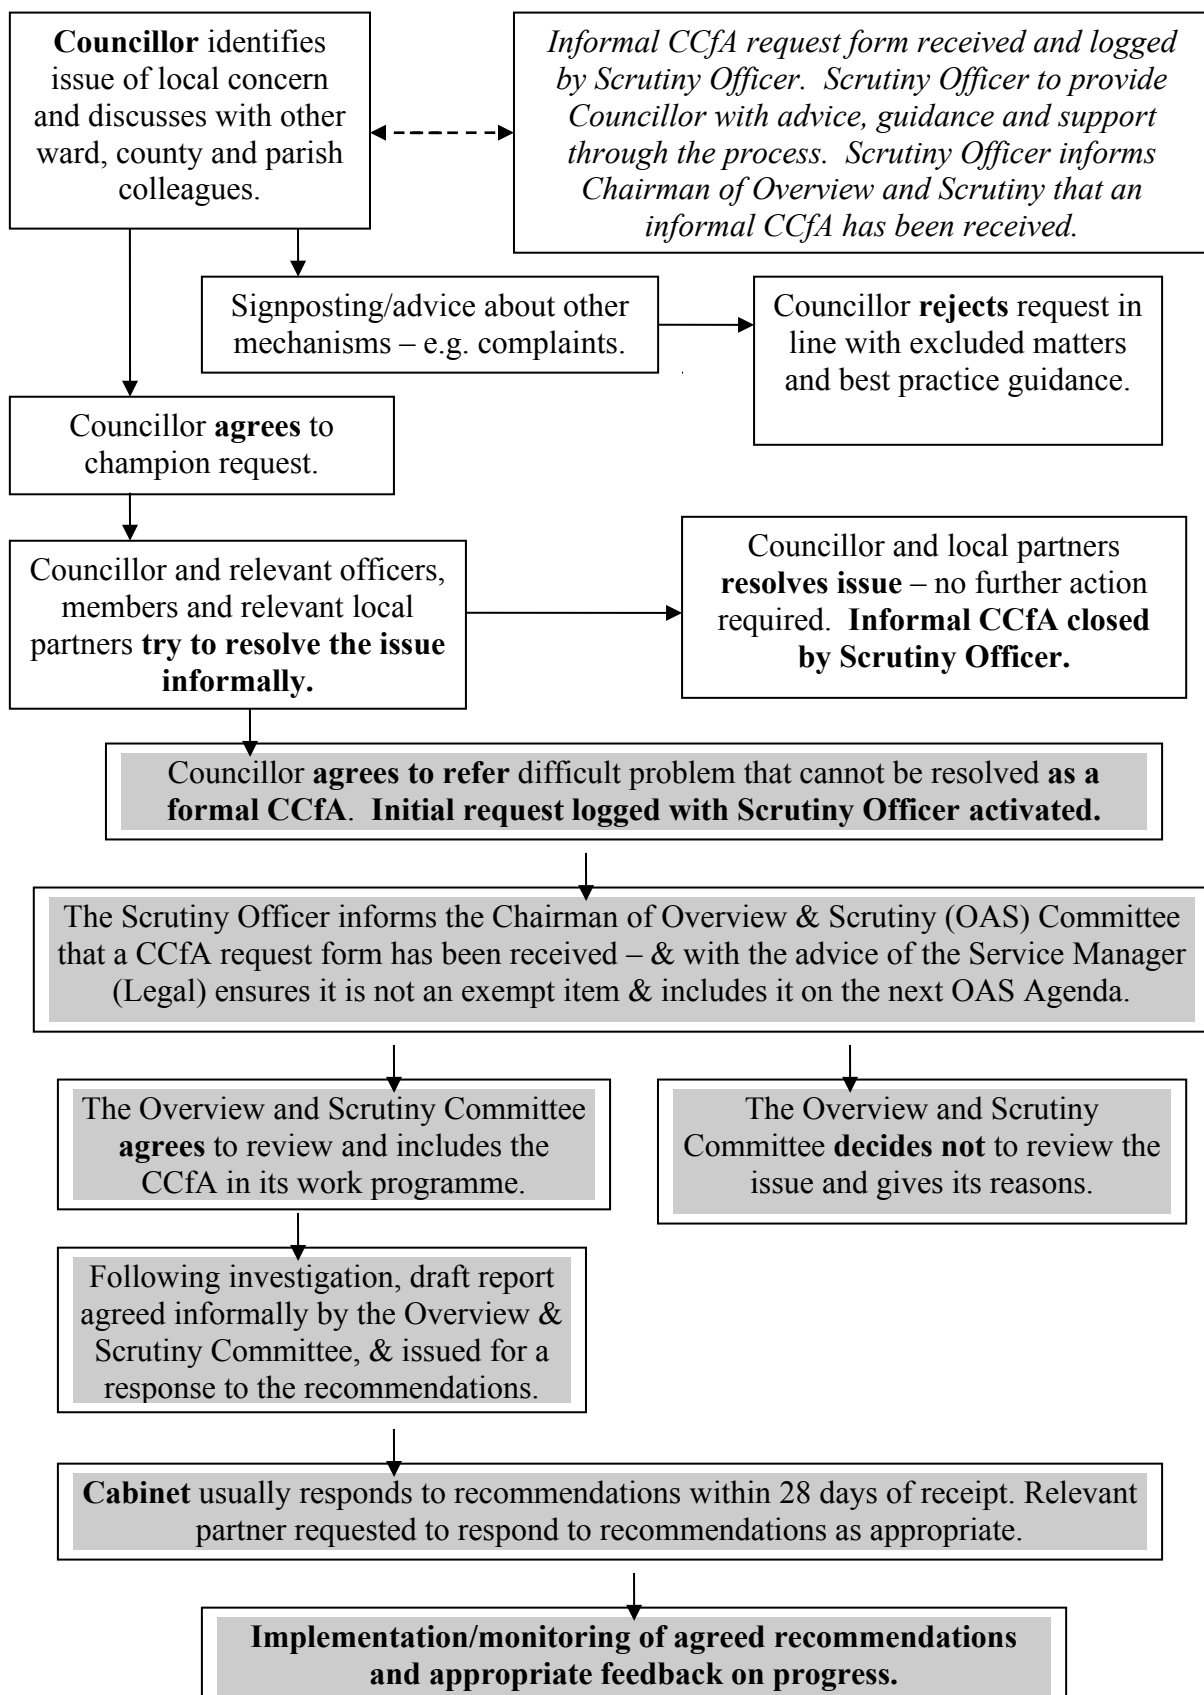 Councillor identifies
issue of local concern
and discusses with other
ward, county and parish
colleagues.
Informal CCfA request form received and logged
by Scrutiny Officer.  Scrutiny Officer to provide
Councillor with advice, guidance and support
through the process.  Scrutiny Officer informs
Chairman of Overview and Scrutiny that an
informal CCfA has been received.
Signposting/advice about other
mechanisms – e.g. complaints.
Councillor rejects request in
line with excluded matters
and best practice guidance.
Councillor agrees to
champion request.
Councillor and relevant officers,
members and relevant local
partners try to resolve the issue
informally.
Councillor and local partners
resolves issue – no further action
required.  Informal CCfA closed
by Scrutiny Officer.
Councillor agrees to refer difficult problem that cannot be resolved as a
formal CCfA.  Initial request logged with Scrutiny Officer activated.
The Scrutiny Officer informs the Chairman of Overview & Scrutiny (OAS) Committee
that a CCfA request form has been received – & with the advice of the Service Manager
(Legal) ensures it is not an exempt item & includes it on the next OAS Agenda.
The Overview and Scrutiny Committee
agrees to review and includes the
CCfA in its work programme.
The Overview and Scrutiny
Committee decides not to review the
issue and gives its reasons.
Following investigation, draft report
agreed informally by the Overview &
Scrutiny Committee, & issued for a
response to the recommendations.
Cabinet usually responds to recommendations within 28 days of receipt. Relevant
partner requested to respond to recommendations as appropriate.
Implementation/monitoring of agreed recommendations
and appropriate feedback on progress.